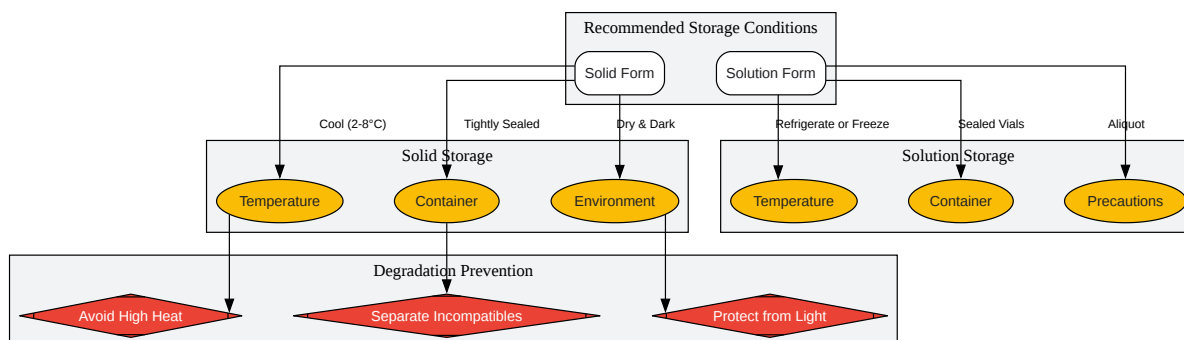 Recommended Storage Conditions
Solid Form
Solution Form
Cool (2-8°C)
Tightly Sealed
Dry & Dark
Refrigerate or Freeze
Sealed Vials
Aliquot
Solid Storage
Solution Storage
Temperature
Container
Environment
Temperature
Container
Precautions
Degradation Prevention
Avoid High Heat
Separate Incompatibles
Protect from Light